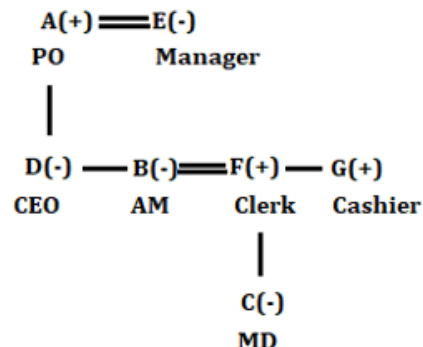 A(+) E(-)
PO Manager
D(-) B(-) F(+) G(+)
CEO AM Clerk Cashier
C(-)
MD